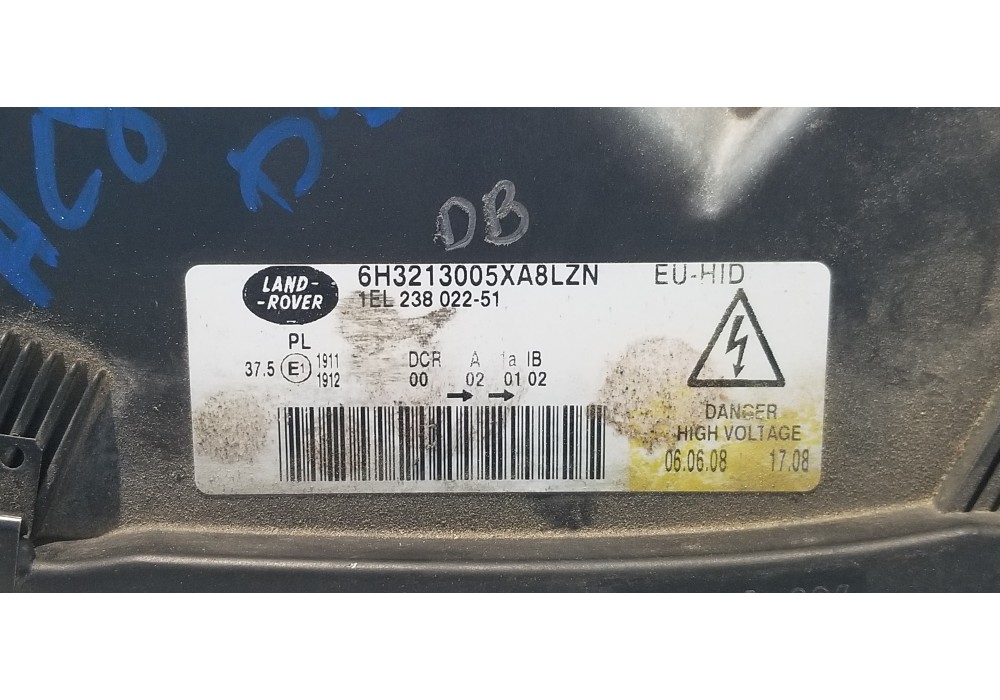 DB
LAND-
-ROVER
6H3213005XA8LZN
1EL 238 022-51
EU-HID
PL
37.5 E1 1911
1912
DCR A 1a IB
00 02 01 02
DANGER
HIGH VOLTAGE
06.06.08 17.08